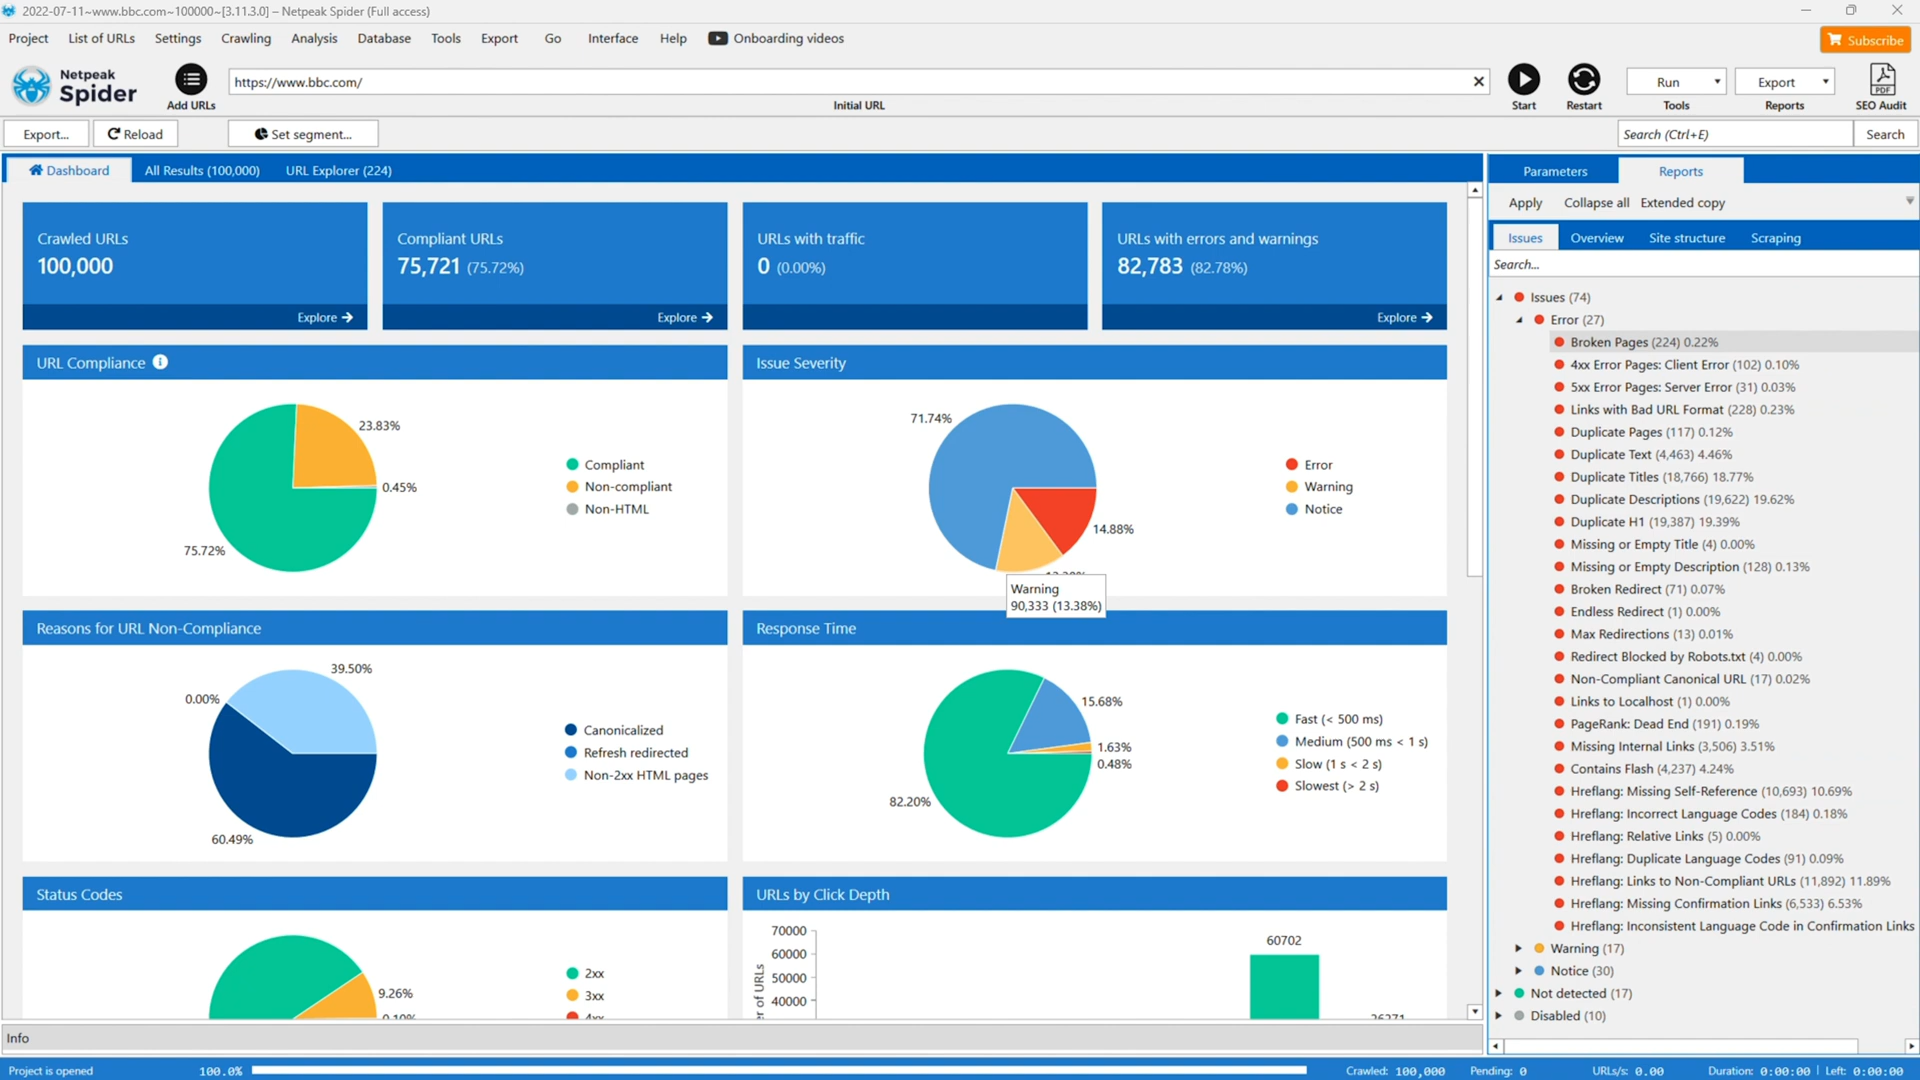 2022-07-11~www.bbc.com~100000~[3.11.3.0] – Netpeak Spider (Full access)
Project List of URLs Settings Crawling Analysis Database Tools Export Go Interface Help Onboarding videos
Subscribe
Netpeak
Spider
Add URLs
https://www.bbc.com/
Initial URL
Start
Restart
Run
Tools
Export
Reports
PDF
SEO Audit
Export...
Reload
Set segment...
Search (Ctrl+E)
Search
Dashboard
All Results (100,000)
URL Explorer (224)
Crawled URLs
100,000
Explore
Compliant URLs
75,721 (75.72%)
Explore
URLs with traffic
0 (0.00%)
URLs with errors and warnings
82,783 (82.78%)
Explore
URL Compliance
23.83%
0.45%
75.72%
Compliant
Non-compliant
Non-HTML
Issue Severity
71.74%
14.88%
Error
Warning
Notice
Warning
90,333 (13.38%)
Reasons for URL Non-Compliance
39.50%
0.00%
60.49%
Canonicalized
Refresh redirected
Non-2xx HTML pages
Response Time
15.68%
1.63%
0.48%
82.20%
Fast (< 500 ms)
Medium (500 ms < 1 s)
Slow (1 s < 2 s)
Slowest (> 2 s)
Status Codes
9.26%
2xx
3xx
4xx
URLs by Click Depth
70000
60000
50000
40000
60702
26271
Parameters
Reports
Apply
Collapse all
Extended copy
Issues
Overview
Site structure
Scraping
Search...
Issues (74)
Error (27)
Broken Pages (224) 0.22%
4xx Error Pages: Client Error (102) 0.10%
5xx Error Pages: Server Error (31) 0.03%
Links with Bad URL Format (228) 0.23%
Duplicate Pages (117) 0.12%
Duplicate Text (4,463) 4.46%
Duplicate Titles (18,766) 18.77%
Duplicate Descriptions (19,622) 19.62%
Duplicate H1 (19,387) 19.39%
Missing or Empty Title (4) 0.00%
Missing or Empty Description (128) 0.13%
Broken Redirect (71) 0.07%
Endless Redirect (1) 0.00%
Max Redirections (13) 0.01%
Redirect Blocked by Robots.txt (4) 0.00%
Non-Compliant Canonical URL (17) 0.02%
Links to Localhost (1) 0.00%
PageRank: Dead End (191) 0.19%
Missing Internal Links (3,506) 3.51%
Contains Flash (4,237) 4.24%
Hreflang: Missing Self-Reference (10,693) 10.69%
Hreflang: Incorrect Language Codes (184) 0.18%
Hreflang: Relative Links (5) 0.00%
Hreflang: Duplicate Language Codes (91) 0.09%
Hreflang: Links to Non-Compliant URLs (11,892) 11.89%
Hreflang: Missing Confirmation Links (6,533) 6.53%
Hreflang: Inconsistent Language Code in Confirmation Links
Warning (17)
Notice (30)
Not detected (17)
Disabled (10)
Info
Project is opened
100.0%
Crawled: 100,000
Pending: 0
URLs/s: 0.00
Duration: 0:00:00 | Left: 0:00:00